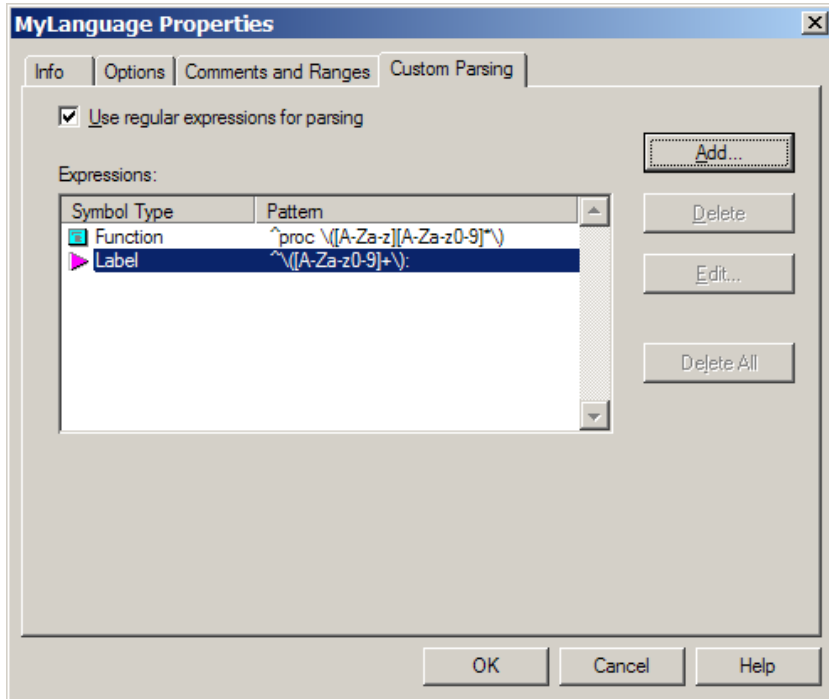 MyLanguage Properties
Info Options Comments and Ranges Custom Parsing
Use regular expressions for parsing
Add...
Expressions:
Symbol Type Pattern
Delete
Function ^proc \([A-Za-z][A-Za-z0-9]*\)
Label ^\([A-Za-z0-9]+\):
Edit...
Delete All
OK Cancel Help